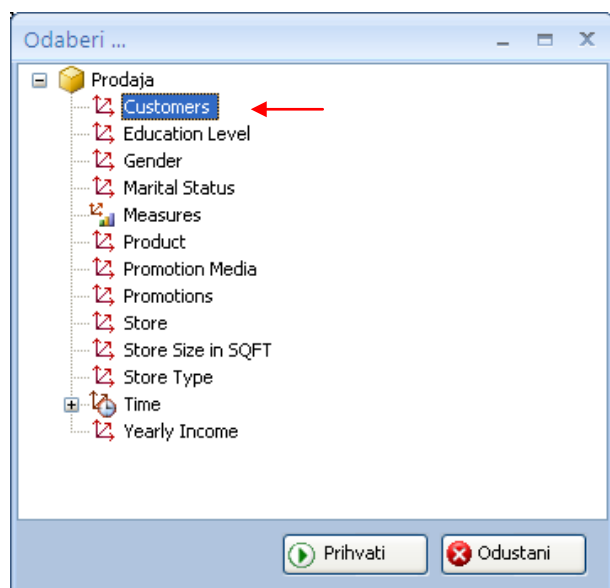 Odaberi ...
Prodaja
Customers
Education Level
Gender
Marital Status
Measures
Product
Promotion Media
Promotions
Store
Store Size in SQFT
Store Type
Time
Yearly Income
Prihvati Odustani